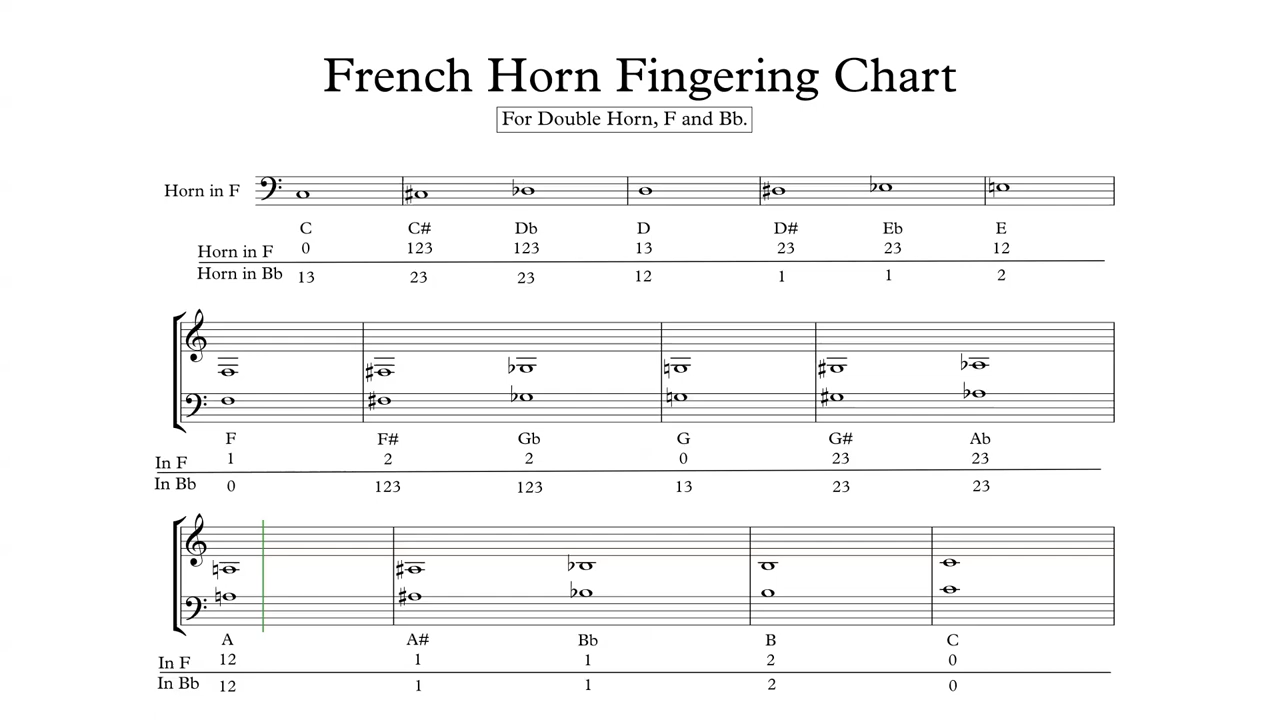 French Horn Fingering Chart
For Double Horn, F and Bb.
Horn in F
C C# Db D D# Eb E
Horn in F 0 123 123 13 23 23 12
Horn in Bb 13 23 23 12 1 1 2
F F# Gb G G# Ab
In F 1 2 2 0 23 23
In Bb 0 123 123 13 23 23
A A# Bb B C
In F 12 1 1 2 0
In Bb 12 1 1 2 0